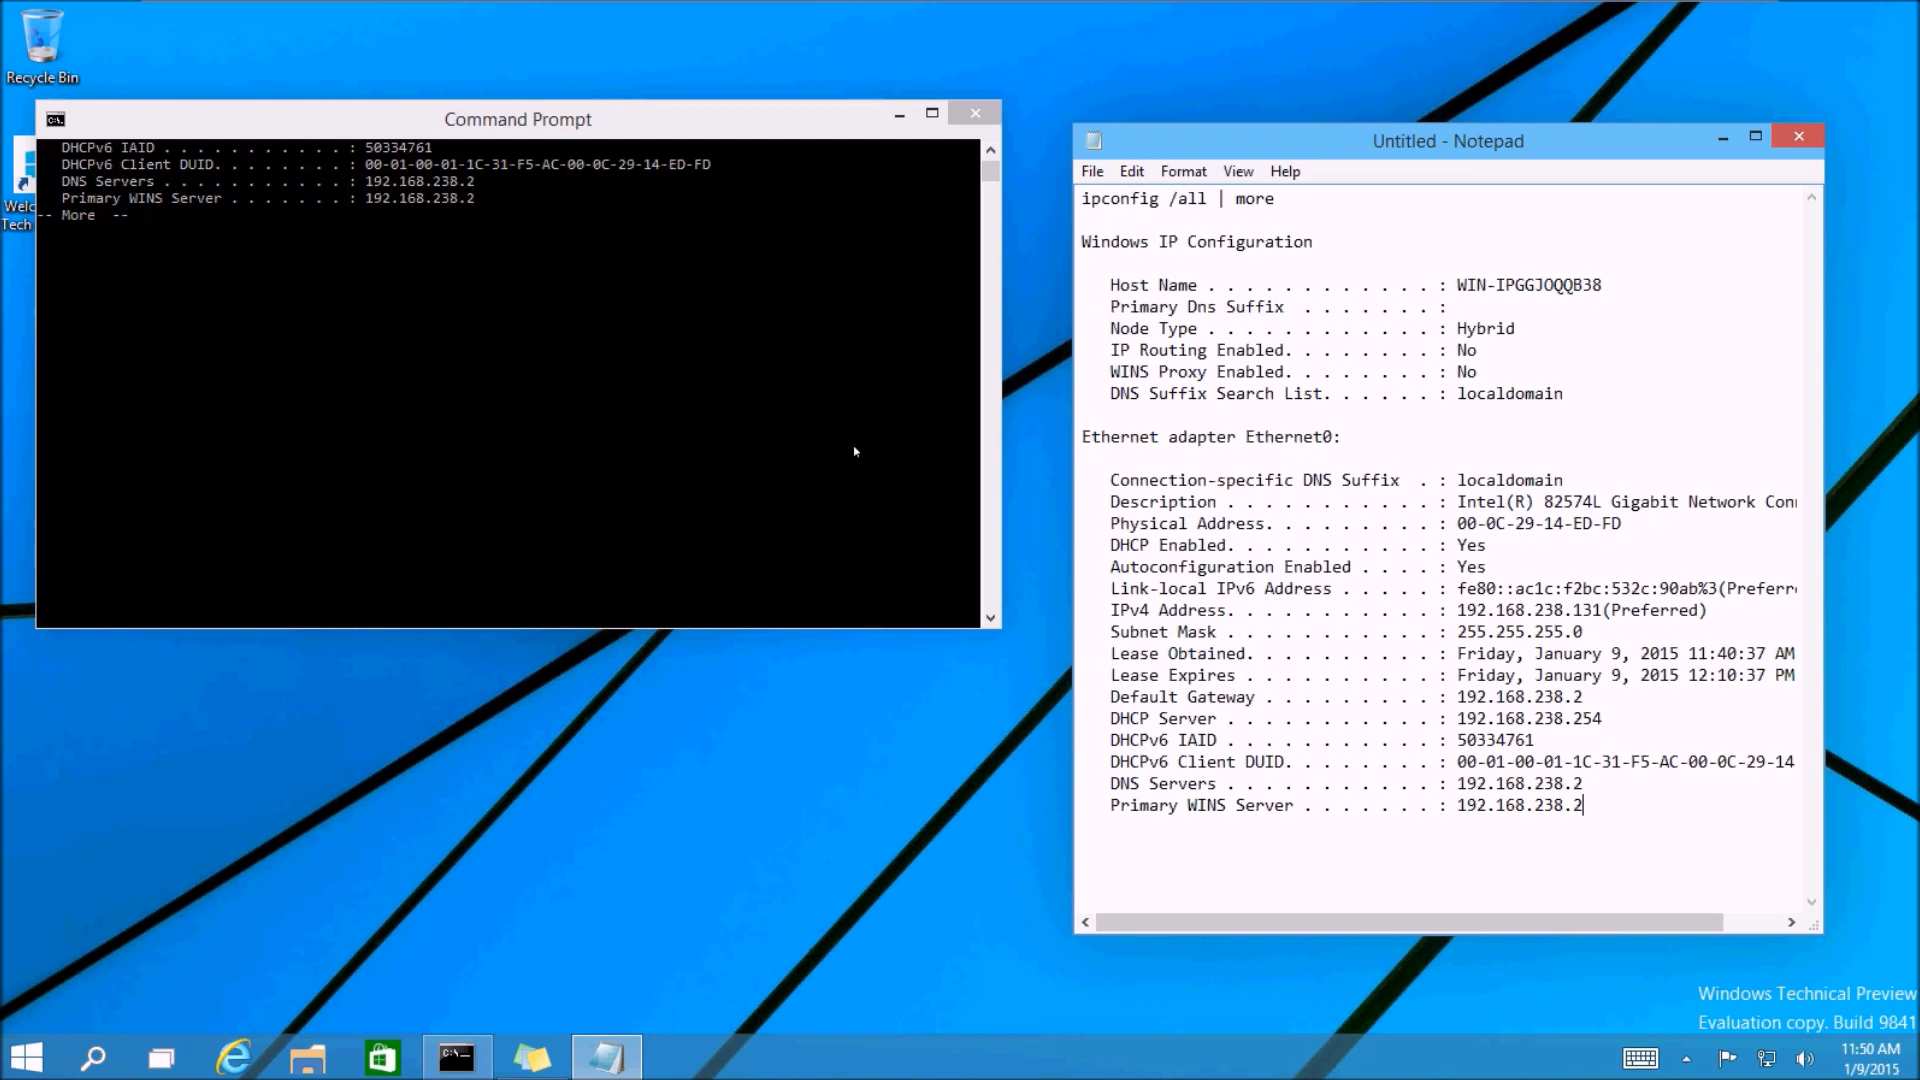 Recycle Bin
Welc
Tech
Command Prompt
DHCPv6 IAID . . . . . . . . . . . : 50334761
DHCPv6 Client DUID. . . . . . . . : 00-01-00-01-1C-31-F5-AC-00-0C-29-14-ED-FD
DNS Servers . . . . . . . . . . . : 192.168.238.2
Primary WINS Server . . . . . . . : 192.168.238.2
-- More  --
Untitled - Notepad
File Edit Format View Help
ipconfig /all | more
Windows IP Configuration
Host Name . . . . . . . . . . . . : WIN-IPGGJOQQB38
Primary Dns Suffix  . . . . . . . :
Node Type . . . . . . . . . . . . : Hybrid
IP Routing Enabled. . . . . . . . : No
WINS Proxy Enabled. . . . . . . . : No
DNS Suffix Search List. . . . . . : localdomain
Ethernet adapter Ethernet0:
Connection-specific DNS Suffix  . : localdomain
Description . . . . . . . . . . . : Intel(R) 82574L Gigabit Network Con
Physical Address. . . . . . . . . : 00-0C-29-14-ED-FD
DHCP Enabled. . . . . . . . . . . : Yes
Autoconfiguration Enabled . . . . : Yes
Link-local IPv6 Address . . . . . : fe80::ac1c:f2bc:532c:90ab%3(Preferr
IPv4 Address. . . . . . . . . . . : 192.168.238.131(Preferred)
Subnet Mask . . . . . . . . . . . : 255.255.255.0
Lease Obtained. . . . . . . . . . : Friday, January 9, 2015 11:40:37 AM
Lease Expires . . . . . . . . . . : Friday, January 9, 2015 12:10:37 PM
Default Gateway . . . . . . . . . : 192.168.238.2
DHCP Server . . . . . . . . . . . : 192.168.238.254
DHCPv6 IAID . . . . . . . . . . . : 50334761
DHCPv6 Client DUID. . . . . . . . : 00-01-00-01-1C-31-F5-AC-00-0C-29-14
DNS Servers . . . . . . . . . . . : 192.168.238.2
Primary WINS Server . . . . . . . : 192.168.238.2
Windows Technical Preview
Evaluation copy. Build 9841
11:50 AM
1/9/2015